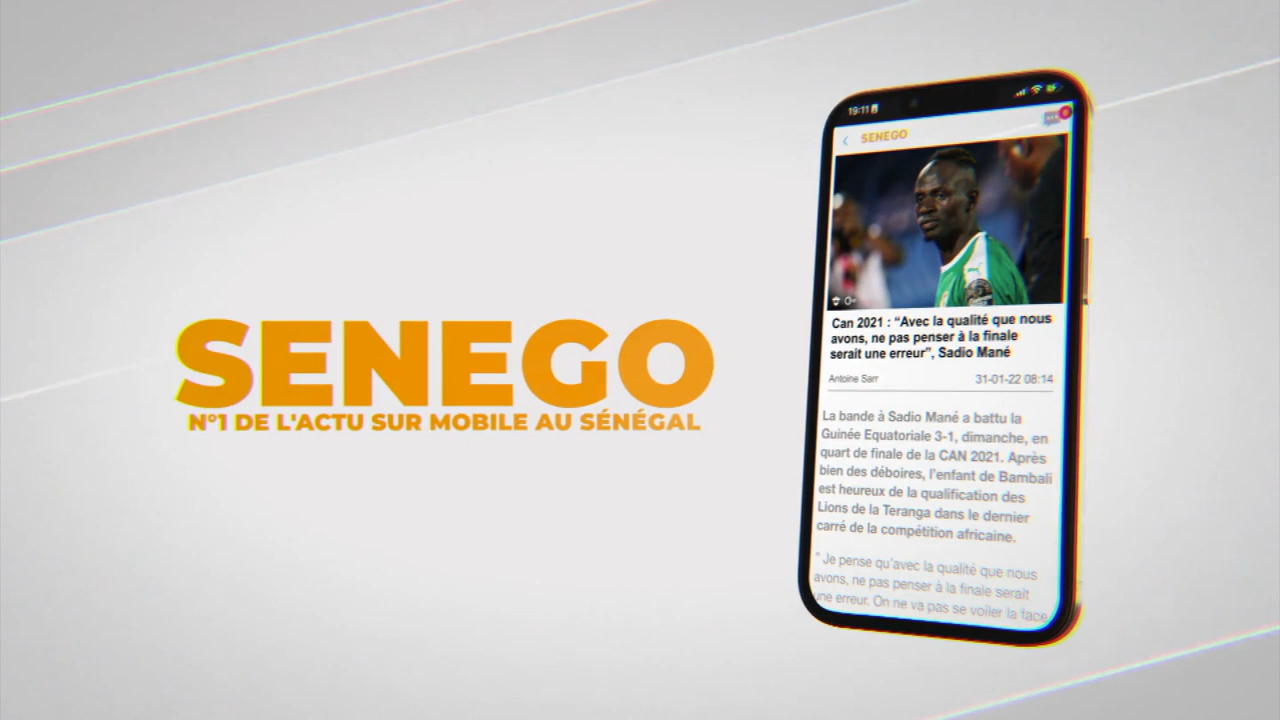 SENEGO
N°1 DE L'ACTU SUR MOBILE AU SÉNÉGAL
19:11
SENEGO
Can 2021 : “Avec la qualité que nous
avons, ne pas penser à la finale
serait une erreur”, Sadio Mané
Antoine Sarr 31-01-22 08:14
La bande à Sadio Mané a battu la
Guinée Equatoriale 3-1, dimanche, en
quart de finale de la CAN 2021. Après
bien des déboires, l'enfant de Bambali
est heureux de la qualification des
Lions de la Teranga dans le dernier
carré de la compétition africaine.
" Je pense qu'avec la qualité que nous
avons, ne pas penser à la finale serait
une erreur. On ne va pas se voiler la face